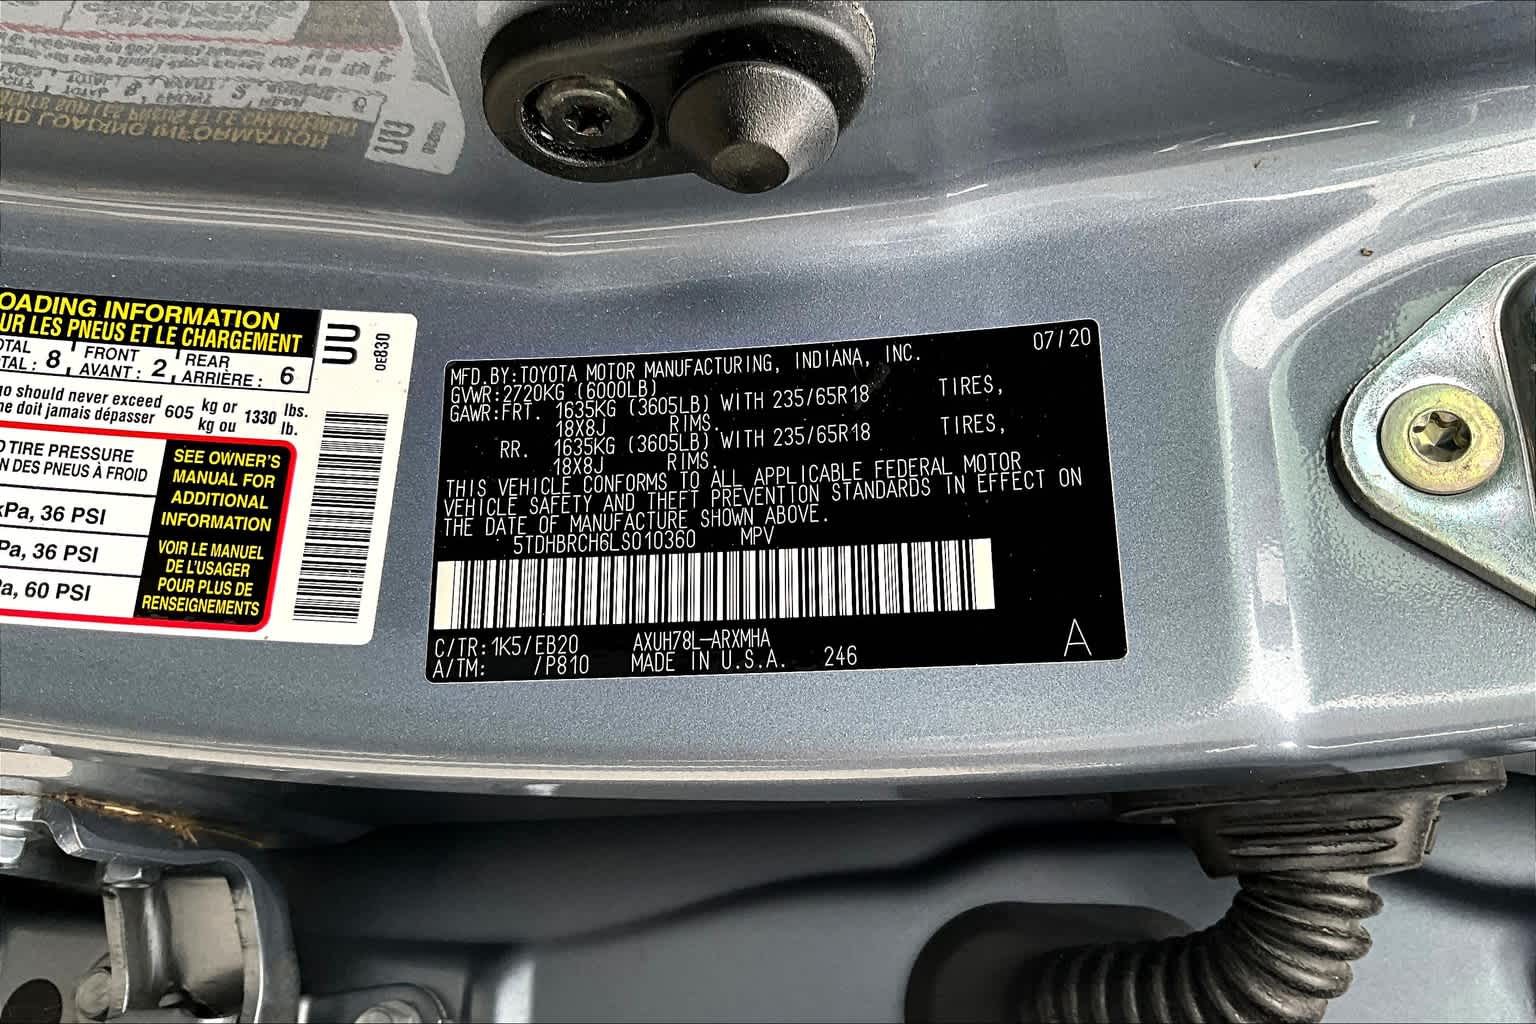 OADING INFORMATION
UR LES PNEUS ET LE CHARGEMENT
OTAL
TAL : 8
FRONT
AVANT : 2
REAR
ARRIÈRE : 6
no should never exceed 605 kg or 1330 lbs.
ne doit jamais dépasser kg ou lb.
TIRE PRESSURE
N DES PNEUS À FROID
kPa, 36 PSI
Pa, 36 PSI
Pa, 60 PSI
SEE OWNER'S
MANUAL FOR
ADDITIONAL
INFORMATION
VOIR LE MANUEL
DE L'USAGER
POUR PLUS DE
RENSEIGNEMENTS
UU
0E830
MFD.BY:TOYOTA MOTOR MANUFACTURING, INDIANA, INC. 07/20
GVWR:2720KG (6000LB)
GAWR:FRT. 1635KG (3605LB) WITH 235/65R18 TIRES,
18X8J RIMS.
RR. 1635KG (3605LB) WITH 235/65R18 TIRES,
18X8J RIMS.
THIS VEHICLE CONFORMS TO ALL APPLICABLE FEDERAL MOTOR
VEHICLE SAFETY AND THEFT PREVENTION STANDARDS IN EFFECT ON
THE DATE OF MANUFACTURE SHOWN ABOVE.
5TDHBRCH6LS010360 MPV
C/TR:1K5/EB20 AXUH78L-ARXMHA
A/TM: /P810 MADE IN U.S.A. 246
A